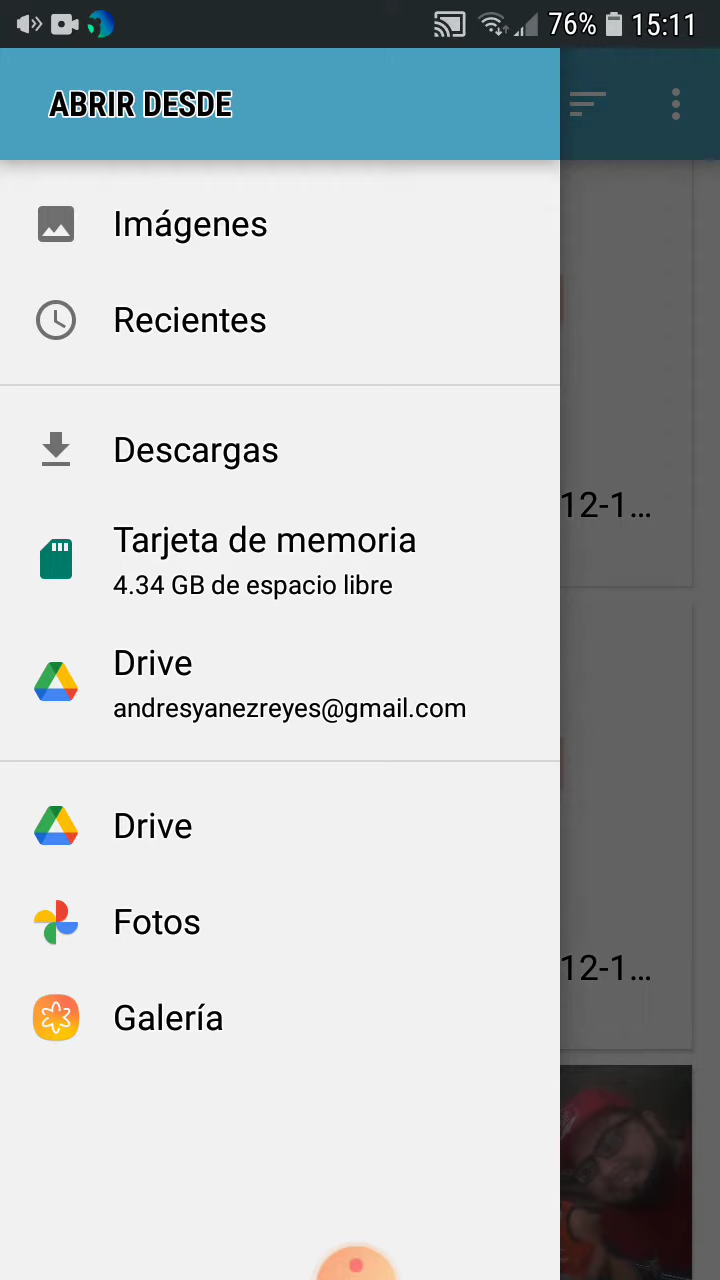 76% 15:11
ABRIR DESDE
Imágenes
Recientes
Descargas
12-1...
Tarjeta de memoria
4.34 GB de espacio libre
Drive
andresyanezreyes@gmail.com
Drive
Fotos
12-1...
Galería